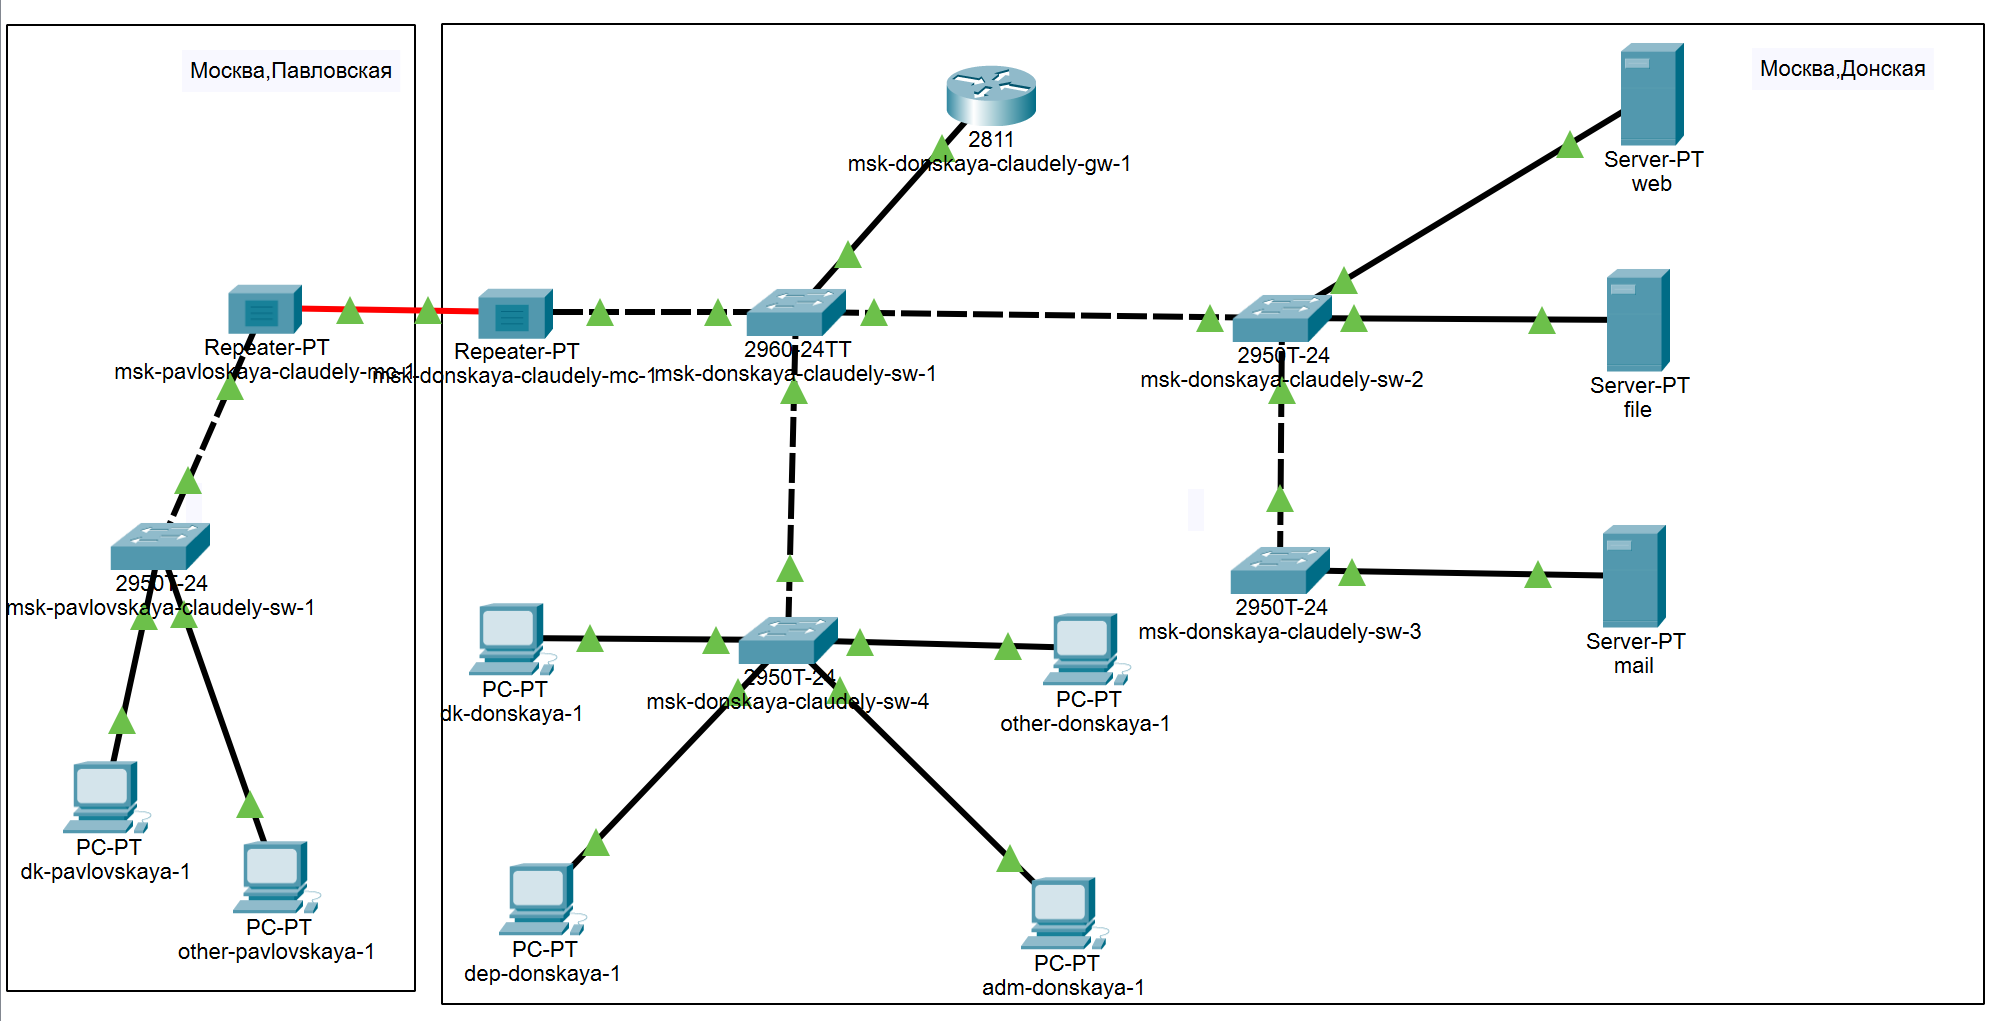 Москва,Павловская
Москва,Донская
2811
msk-donskaya-claudely-gw-1
Server-PT
web
Repeater-PT
msk-pavloskaya-claudely-mc-1
Repeater-PT
msk-donskaya-claudely-mc-1
2960-24TT
msk-donskaya-claudely-sw-1
2950T-24
msk-donskaya-claudely-sw-2
Server-PT
file
2950T-24
msk-pavlovskaya-claudely-sw-1
2950T-24
msk-donskaya-claudely-sw-3
Server-PT
mail
PC-PT
dk-donskaya-1
2950T-24
msk-donskaya-claudely-sw-4
PC-PT
other-donskaya-1
PC-PT
dk-pavlovskaya-1
PC-PT
other-pavlovskaya-1
PC-PT
dep-donskaya-1
PC-PT
adm-donskaya-1